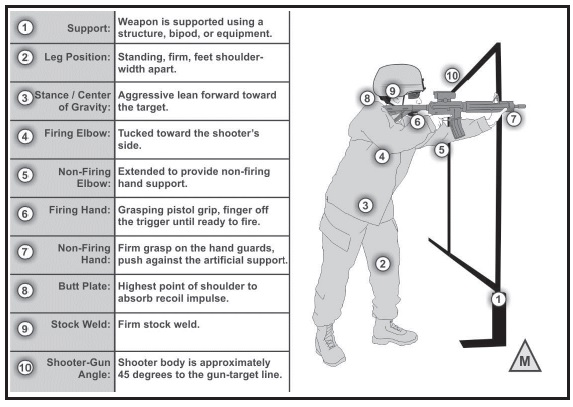 1 Support: Weapon is supported using a
structure, bipod, or equipment.
2 Leg Position: Standing, firm, feet shoulder-
width apart.
3 Stance / Center Aggressive lean forward toward
of Gravity: the target.
4 Firing Elbow: Tucked toward the shooter's
side.
5 Non-Firing Extended to provide non-firing
Elbow: hand support.
6 Firing Hand: Grasping pistol grip, finger off
the trigger until ready to fire.
7 Non-Firing Firm grasp on the hand guards,
Hand: push against the artificial support.
8 Butt Plate: Highest point of shoulder to
absorb recoil impulse.
9 Stock Weld: Firm stock weld.
10 Shooter-Gun Shooter body is approximately
Angle: 45 degrees to the gun-target line.
10
9
8
6
7
5
4
3
2
1
M